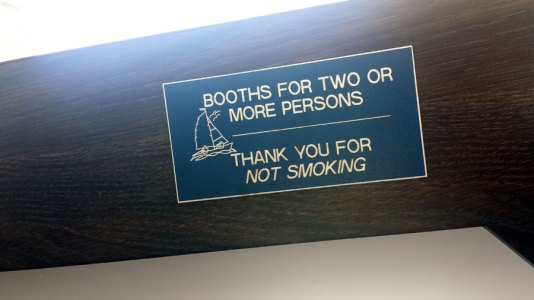 BOOTHS FOR TWO OR
MORE PERSONS
THANK YOU FOR
NOT SMOKING